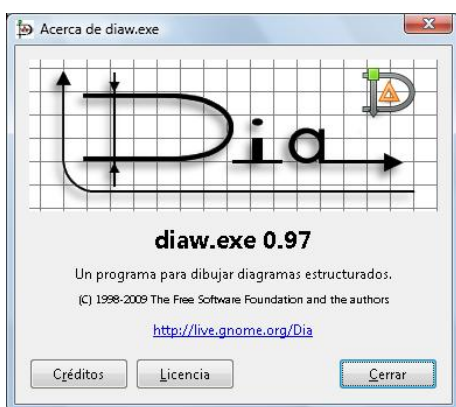 Acerca de diaw.exe
Dia
diaw.exe 0.97
Un programa para dibujar diagramas estructurados.
(C) 1998-2009 The Free Software Foundation and the authors
http://live.gnome.org/Dia
Créditos
Licencia
Cerrar